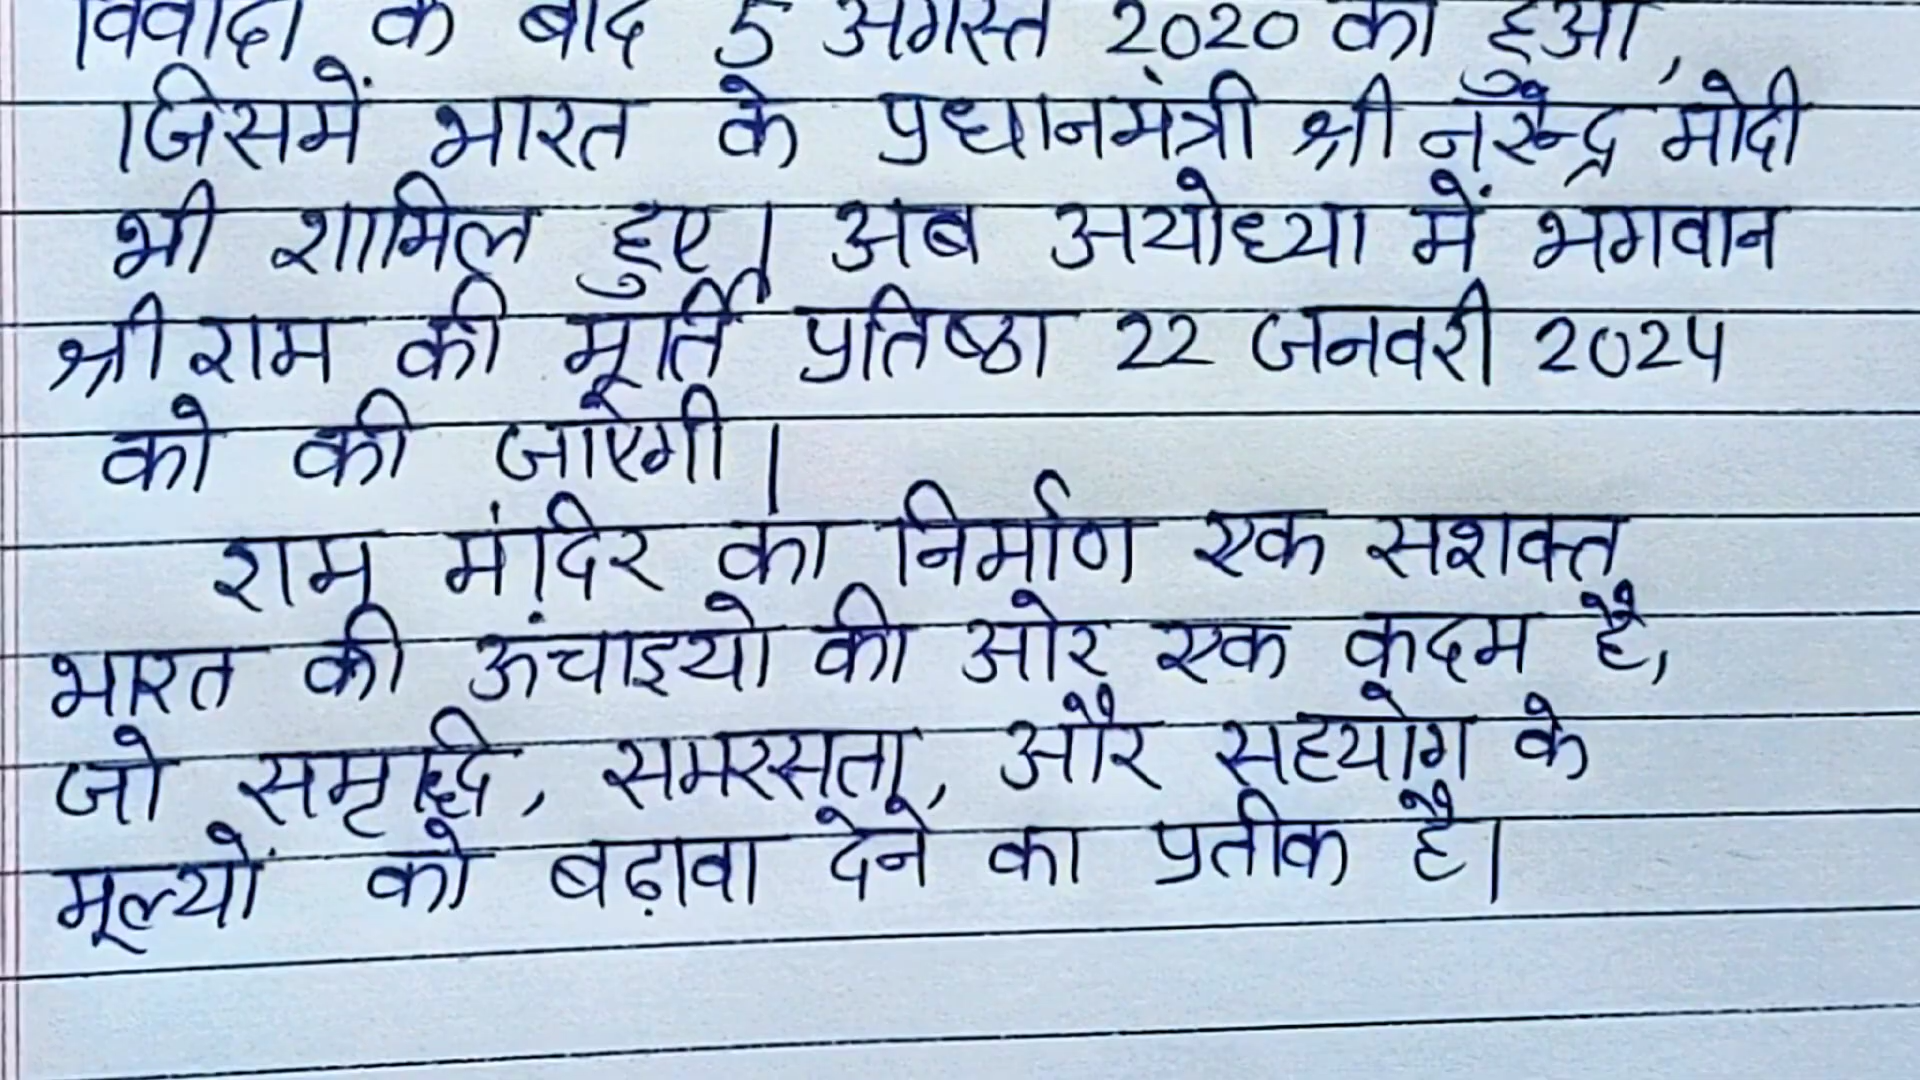 विवादों के बाद 5 अगस्त 2020 को हुआ,
जिसमें भारत के प्रधानमंत्री श्री नरेन्द्र मोदी
भी शामिल हुए। अब अयोध्या में भगवान
श्री राम की मूर्ति प्रतिष्ठा 22 जनवरी 2024
को की जाएगी।
राम मंदिर का निर्माण एक सशक्त
भारत की ऊंचाइयो की ओर एक कदम है,
जो समृद्धि, समरसता, और सहयोग के
मूल्यों को बढ़ावा देने का प्रतीक है।